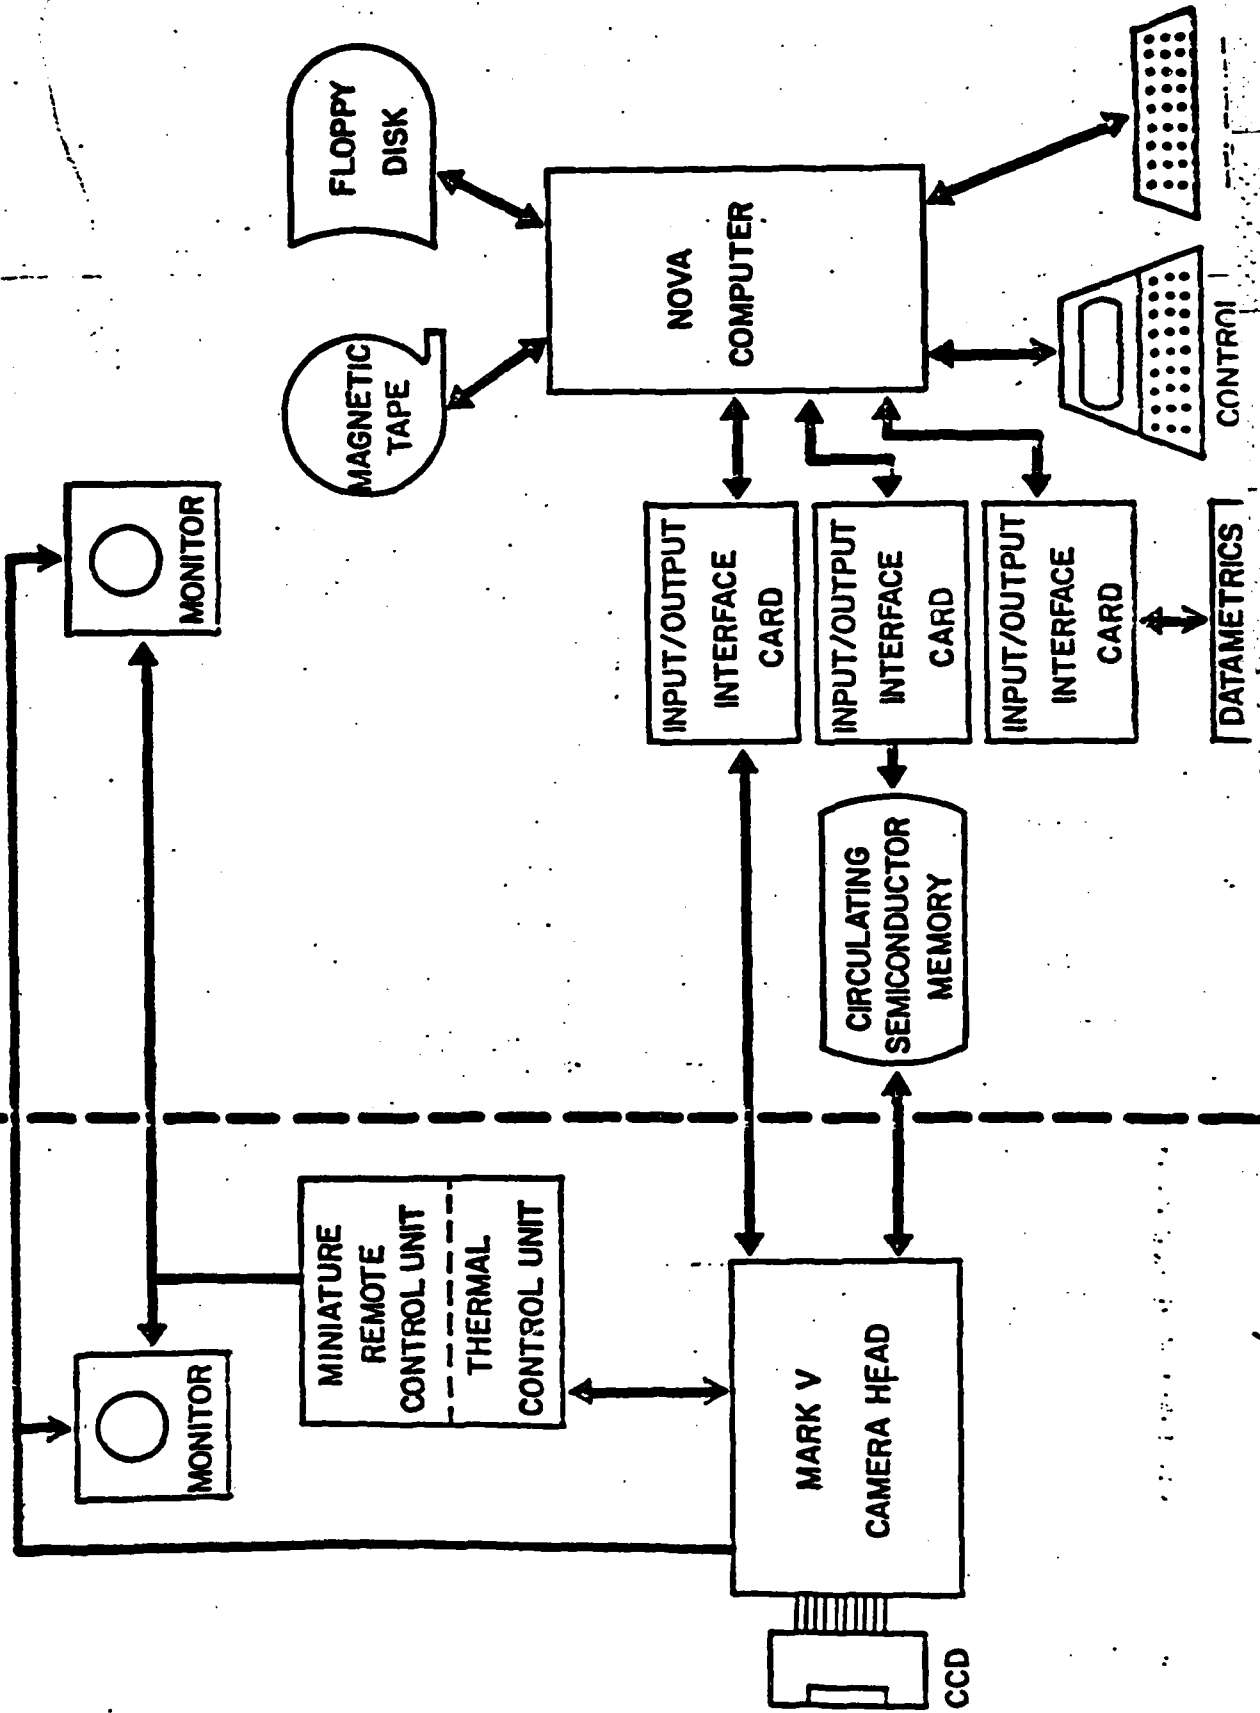 MONITOR
MONITOR
MINIATURE
REMOTE
CONTROL UNIT
THERMAL
CONTROL UNIT
MAGNETIC
TAPE
FLOPPY
DISK
NOVA
COMPUTER
INPUT/OUTPUT
INTERFACE
CARD
CIRCULATING
SEMICONDUCTOR
MEMORY
INPUT/OUTPUT
INTERFACE
CARD
INPUT/OUTPUT
INTERFACE
CARD
MARK V
CAMERA HEAD
CCD
DATAMETRICS
CONTROL